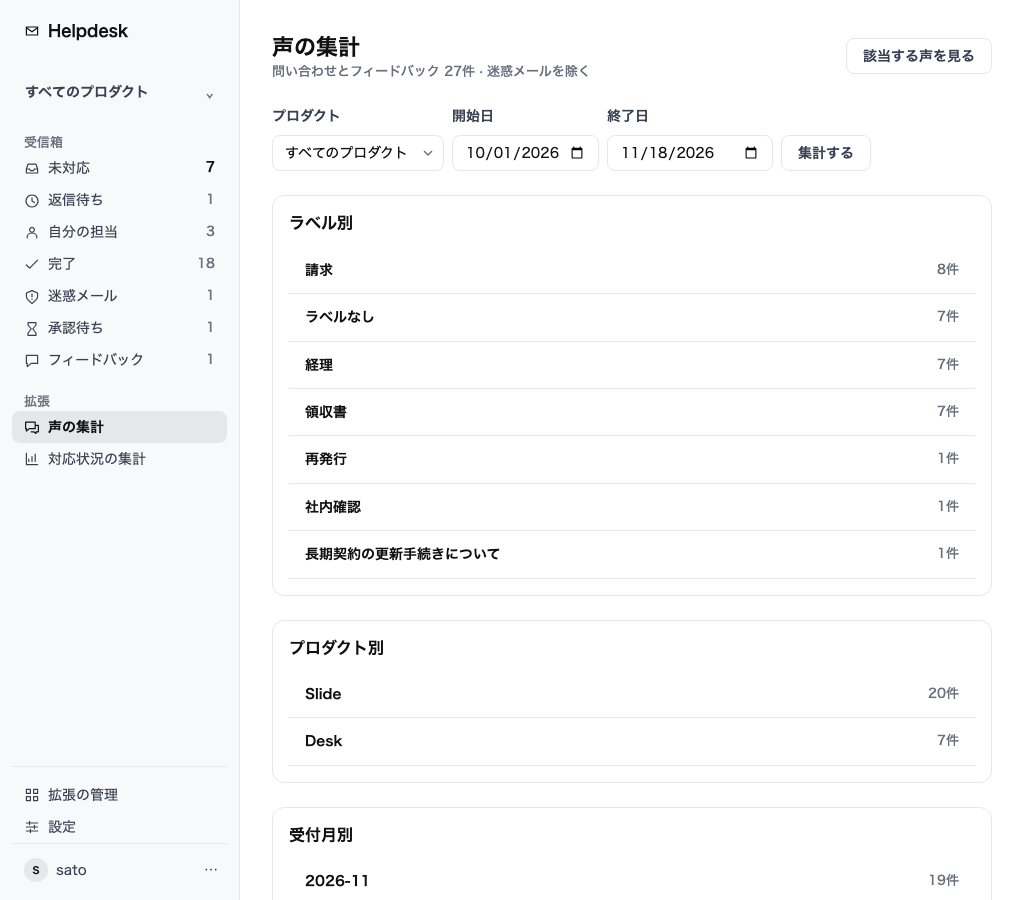 Helpdesk
すべてのプロダクト
受信箱
未対応 7
返信待ち 1
自分の担当 3
完了 18
迷惑メール 1
承認待ち 1
フィードバック 1
拡張
声の集計
対応状況の集計
拡張の管理
設定
S sato
声の集計
問い合わせとフィードバック 27件 · 迷惑メールを除く
該当する声を見る
プロダクト 開始日 終了日
すべてのプロダクト 10/01/2026 11/18/2026 集計する
ラベル別
請求 8件
ラベルなし 7件
経理 7件
領収書 7件
再発行 1件
社内確認 1件
長期契約の更新手続きについて 1件
プロダクト別
Slide 20件
Desk 7件
受付月別
2026-11 19件